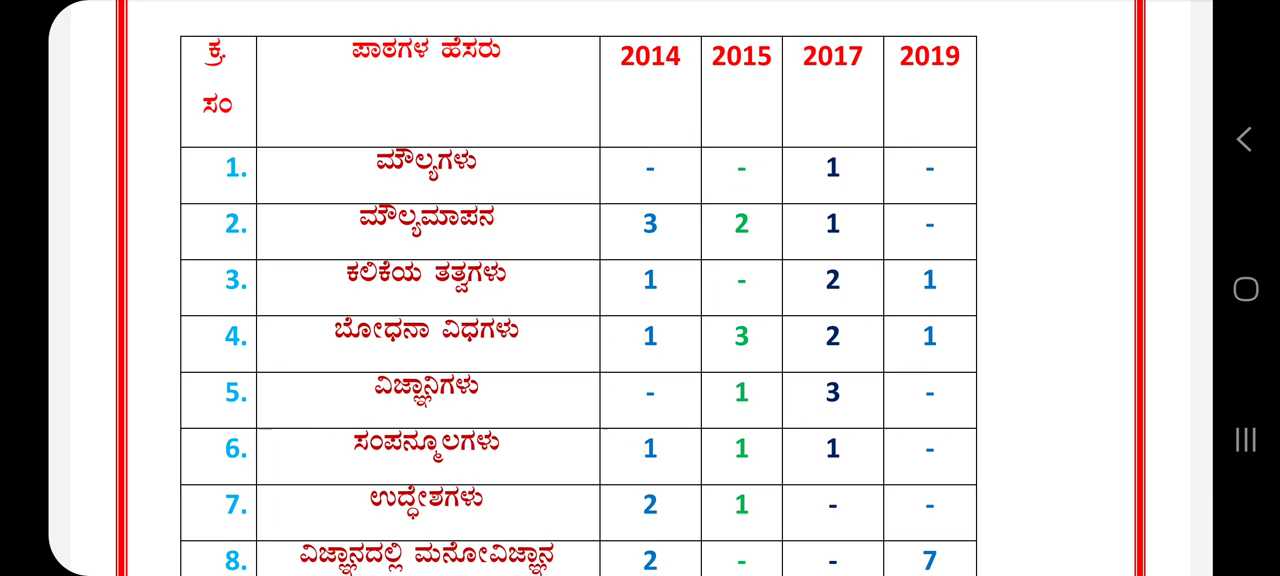 ಕ್ರ ಸಂ ಪಾಠಗಳ ಹೆಸರು 2014 2015 2017 2019
1. ಮೌಲ್ಯಗಳು - - 1 -
2. ಮೌಲ್ಯಮಾಪನ 3 2 1 -
3. ಕಲಿಕೆಯ ತತ್ವಗಳು 1 - 2 1
4. ಬೋಧನಾ ವಿಧಗಳು 1 3 2 1
5. ವಿಜ್ಞಾನಿಗಳು - 1 3 -
6. ಸಂಪನ್ಮೂಲಗಳು 1 1 1 -
7. ಉದ್ಧೇಶಗಳು 2 1 - -
8. ವಿಜ್ಞಾನದಲ್ಲಿ ಮನೋವಿಜ್ಞಾನ 2 - - 7